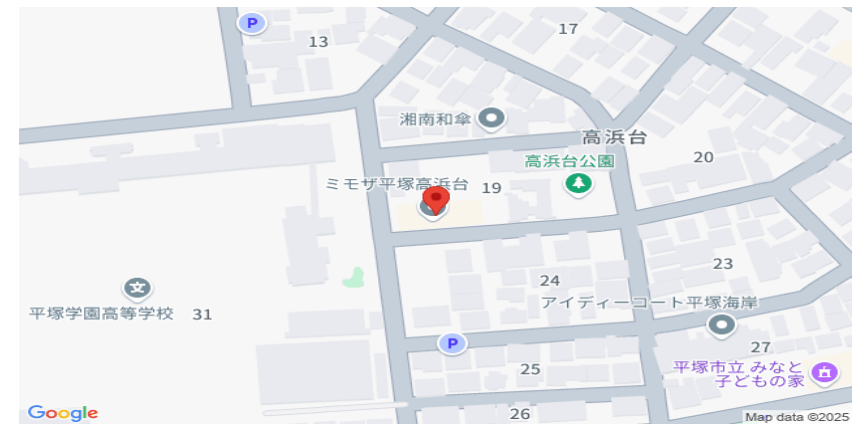 P
13
17
湘南和傘
高浜台
20
高浜台公園
ミモザ平塚高浜台
19
23
24
アイディーコート平塚海岸
平塚学園高等学校 31
P
27
25
平塚市立 みなと
子どもの家
26
Google
Map data ©2025